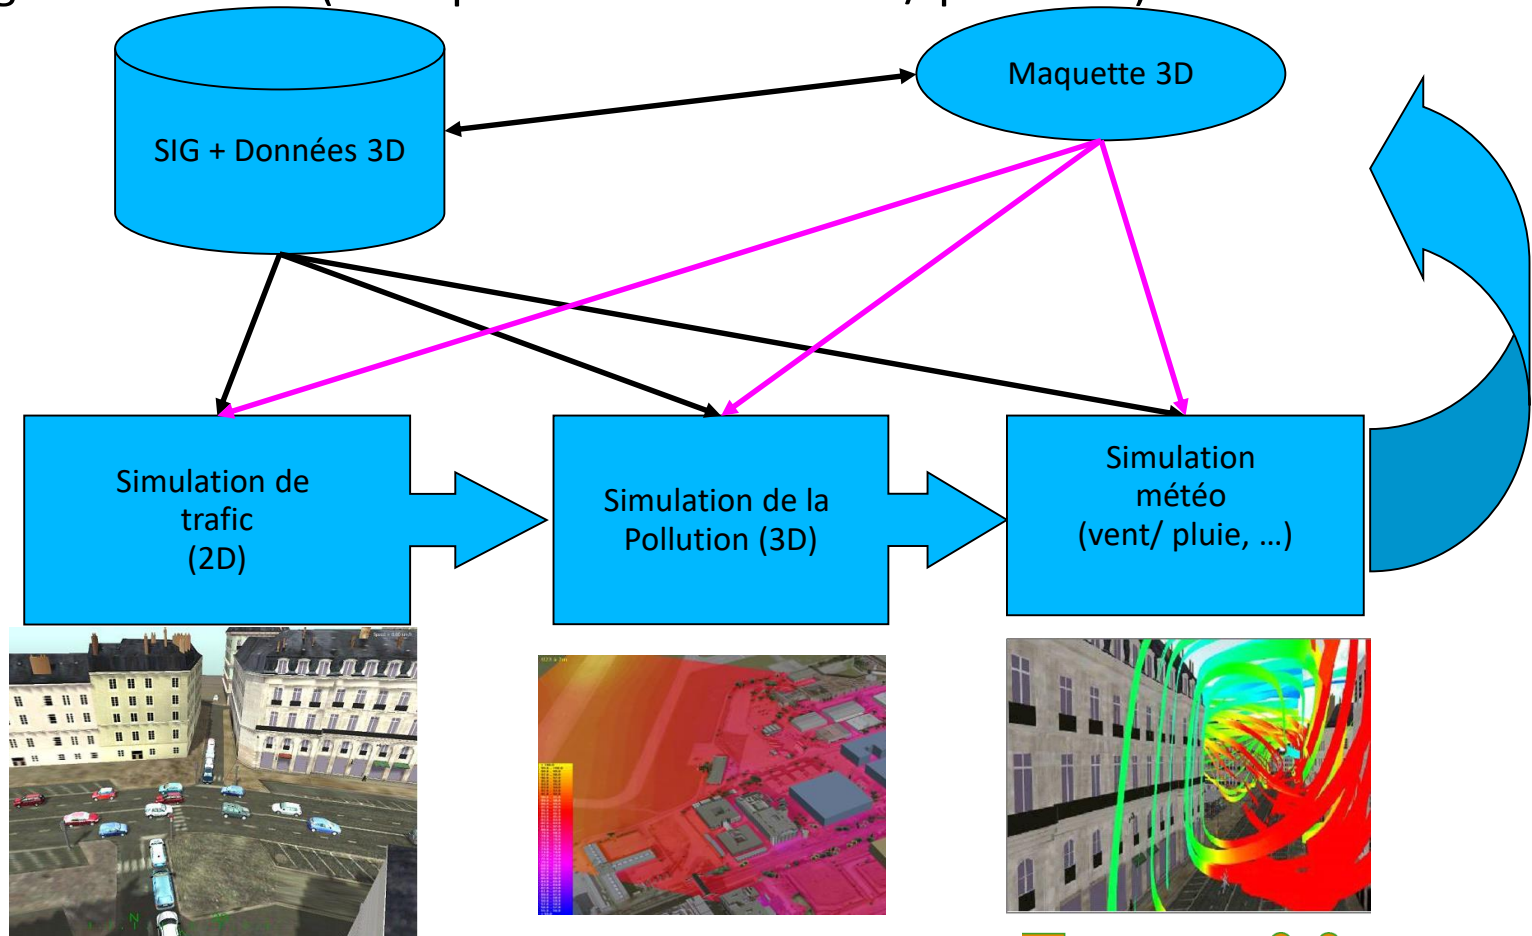 Maquette 3D
SIG + Données 3D
Simulation de
trafic
(2D)
Simulation de la
Pollution (3D)
Simulation
météo
(vent/ pluie, ...)
N